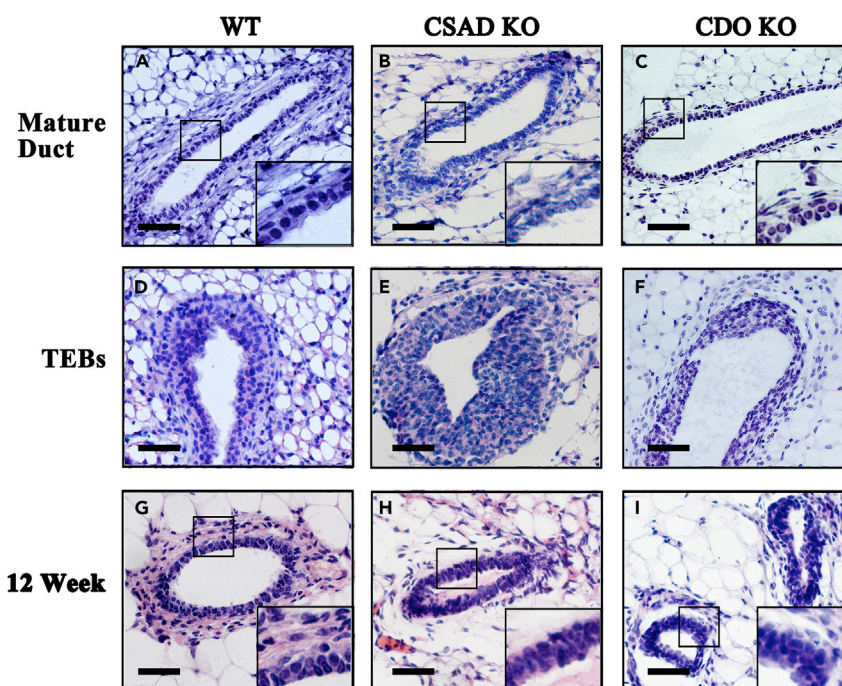 WT CSAD KO CDO KO
A B C
Mature
Duct
D E F
TEBs
G H I
12 Week